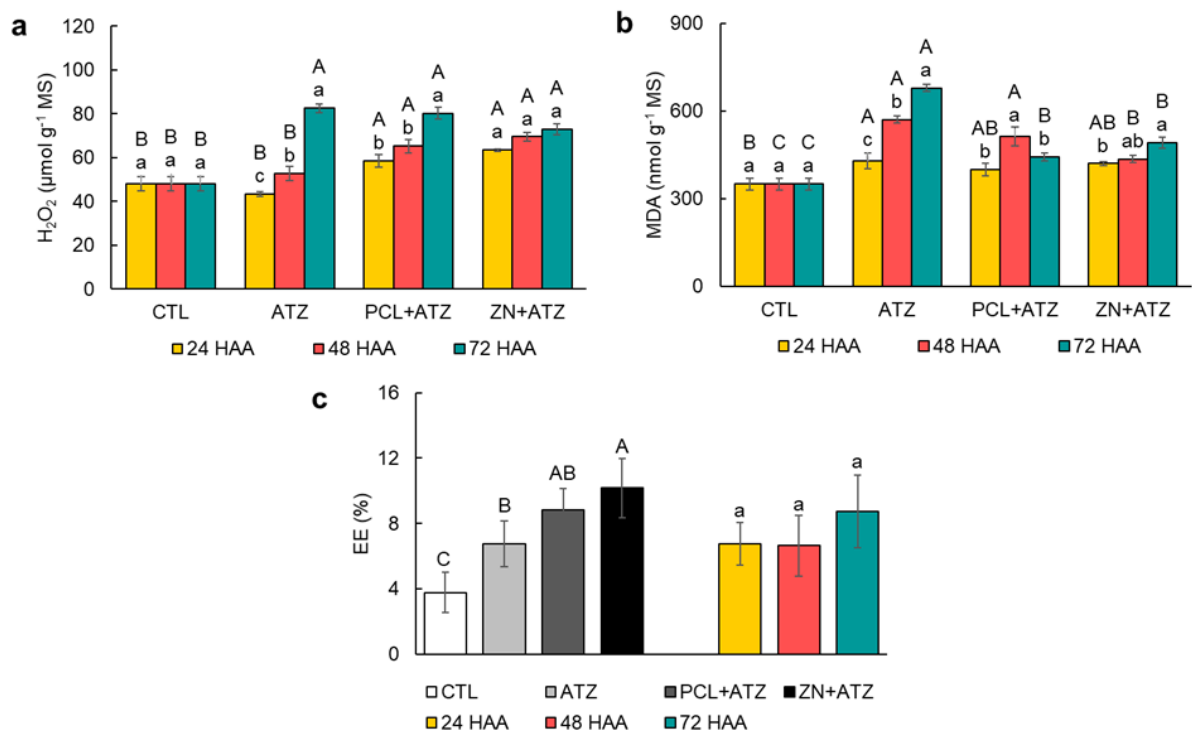 a
H₂O₂ (µmol g⁻¹ MS)
120
100
80
60
40
20
0
B B B
a a a
B B A
c b a
A A A
b b a
A A A
a a a
CTL ATZ PCL+ATZ ZN+ATZ
24 HAA 48 HAA 72 HAA
b
MDA (nmol g⁻¹ MS)
900
600
300
0
B C C
a a a
A A A
c b a
AB A B
b a b
AB B B
b ab a
CTL ATZ PCL+ATZ ZN+ATZ
24 HAA 48 HAA 72 HAA
c
EE (%)
16
12
8
4
0
C B AB A
a a a
CTL ATZ PCL+ATZ ZN+ATZ
24 HAA 48 HAA 72 HAA